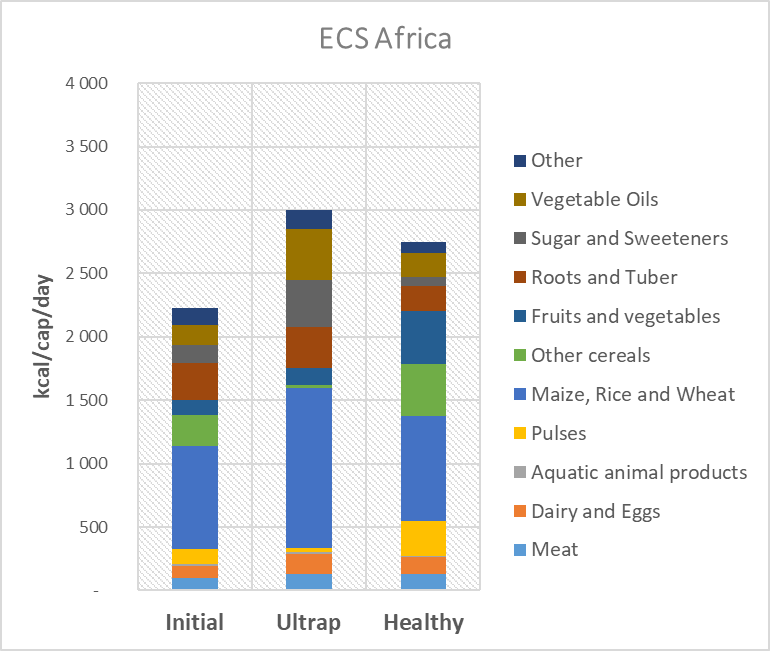 ECS Africa
kcal/cap/day
4 000
3 500
3 000
2 500
2 000
1 500
1 000
500
-
Initial
Ultrap
Healthy
Other
Vegetable Oils
Sugar and Sweeteners
Roots and Tuber
Fruits and vegetables
Other cereals
Maize, Rice and Wheat
Pulses
Aquatic animal products
Dairy and Eggs
Meat